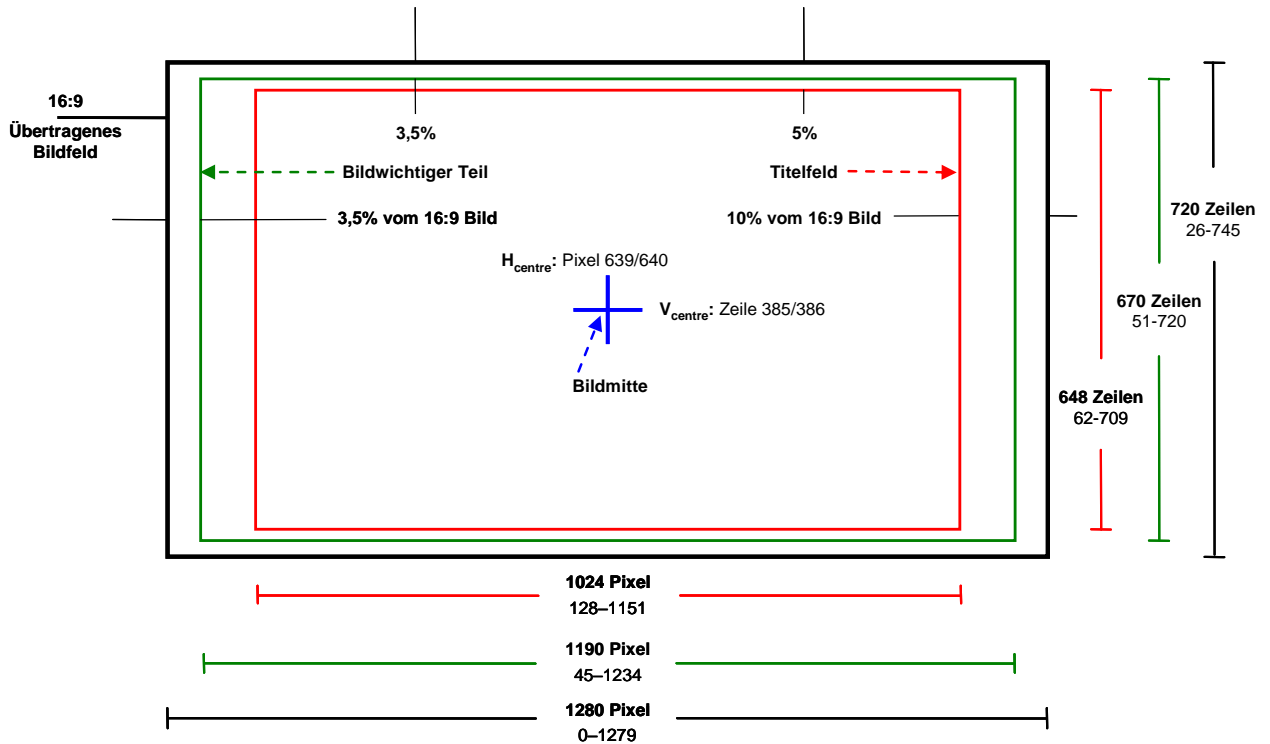 16:9
Übertragenes
Bildfeld
3,5%
5%
Bildwichtiger Teil
Titelfeld
3,5% vom 16:9 Bild
10% vom 16:9 Bild
720 Zeilen
26-745
Hcentre: Pixel 639/640
Vcentre: Zeile 385/386
670 Zeilen
51-720
Bildmitte
648 Zeilen
62-709
1024 Pixel
128–1151
1190 Pixel
45–1234
1280 Pixel
0–1279